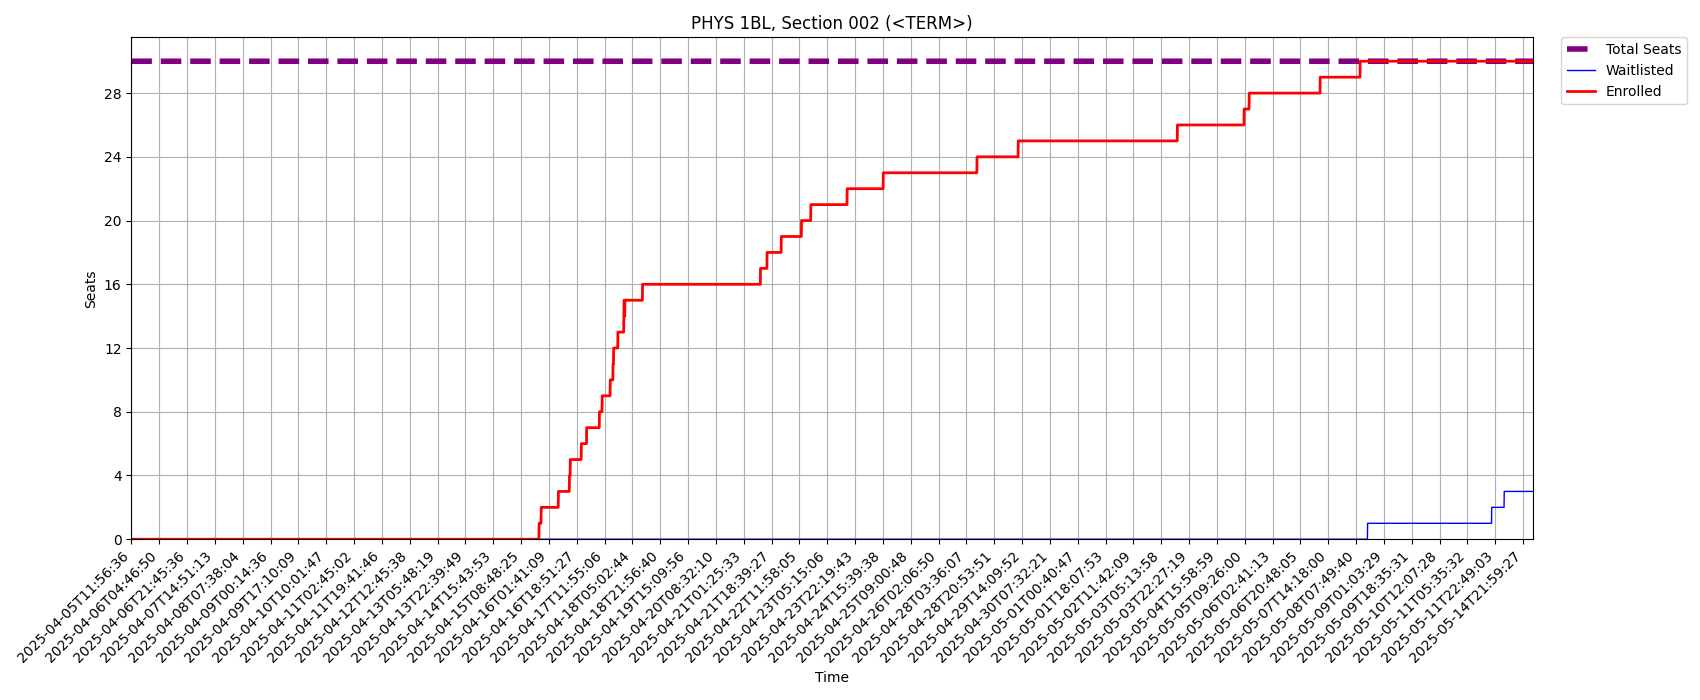 PHYS 1BL, Section 002 (<TERM>)
Total Seats
Waitlisted
Enrolled
Seats
28
24
20
16
12
8
4
0
2025-04-05T11:56:36
2025-04-06T04:46:50
2025-04-06T21:45:36
2025-04-07T14:51:13
2025-04-08T07:38:04
2025-04-09T00:14:36
2025-04-09T17:10:09
2025-04-10T10:01:47
2025-04-11T02:45:02
2025-04-11T19:41:46
2025-04-12T12:45:38
2025-04-13T05:48:19
2025-04-13T22:39:49
2025-04-14T15:43:53
2025-04-15T08:48:25
2025-04-16T01:41:09
2025-04-16T18:51:27
2025-04-17T11:55:06
2025-04-18T05:02:44
2025-04-18T21:56:40
2025-04-19T15:09:56
2025-04-20T08:32:10
2025-04-21T01:25:33
2025-04-21T18:39:27
2025-04-22T11:58:05
2025-04-23T05:15:06
2025-04-23T22:19:43
2025-04-24T15:39:38
2025-04-25T09:00:48
2025-04-26T02:06:50
2025-04-28T03:36:07
2025-04-28T20:53:51
2025-04-29T14:09:52
2025-04-30T07:32:21
2025-05-01T00:40:47
2025-05-01T18:07:53
2025-05-02T11:42:09
2025-05-03T05:13:58
2025-05-03T22:27:19
2025-05-04T15:58:59
2025-05-05T09:26:00
2025-05-06T02:41:13
2025-05-06T20:48:05
2025-05-07T14:18:00
2025-05-08T07:49:40
2025-05-09T01:03:29
2025-05-09T18:35:31
2025-05-10T12:07:28
2025-05-11T05:35:32
2025-05-11T22:49:03
2025-05-14T21:59:27
Time